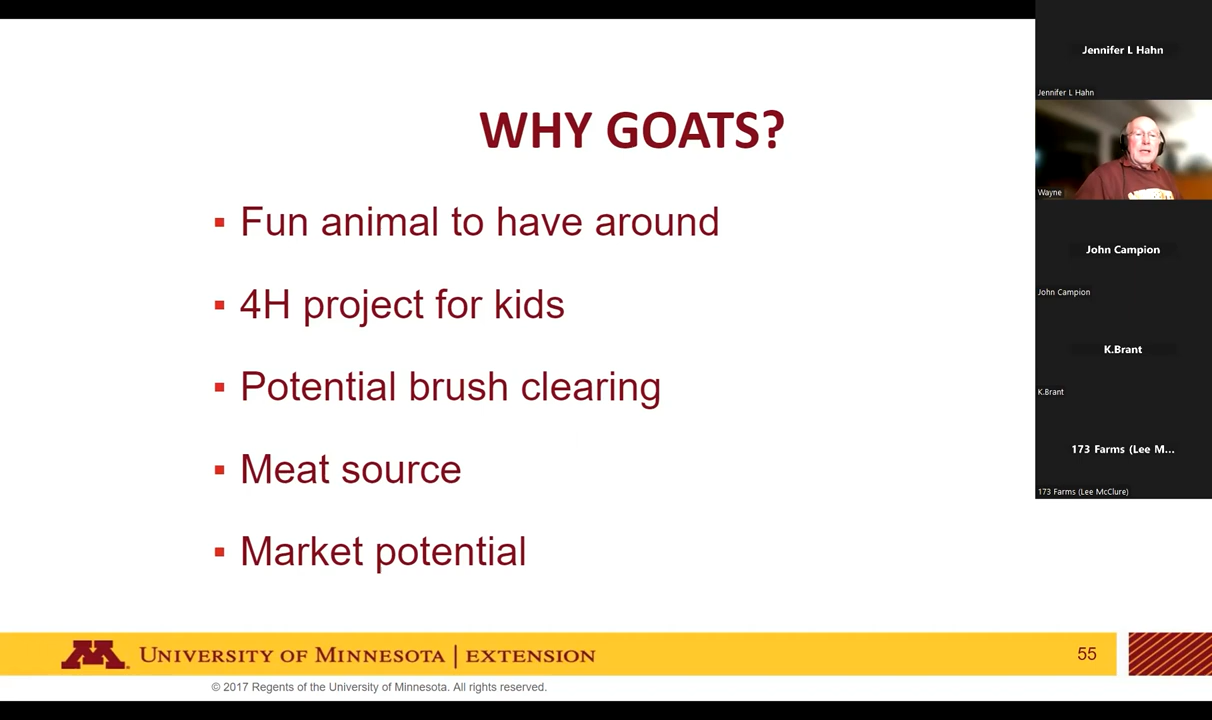 WHY GOATS?
▪ Fun animal to have around
▪ 4H project for kids
▪ Potential brush clearing
▪ Meat source
▪ Market potential
M UNIVERSITY OF MINNESOTA | EXTENSION
55
© 2017 Regents of the University of Minnesota. All rights reserved.
Jennifer L Hahn
Jennifer L Hahn
Wayne
John Campion
John Campion
K.Brant
K.Brant
173 Farms (Lee M...
173 Farms (Lee McClure)